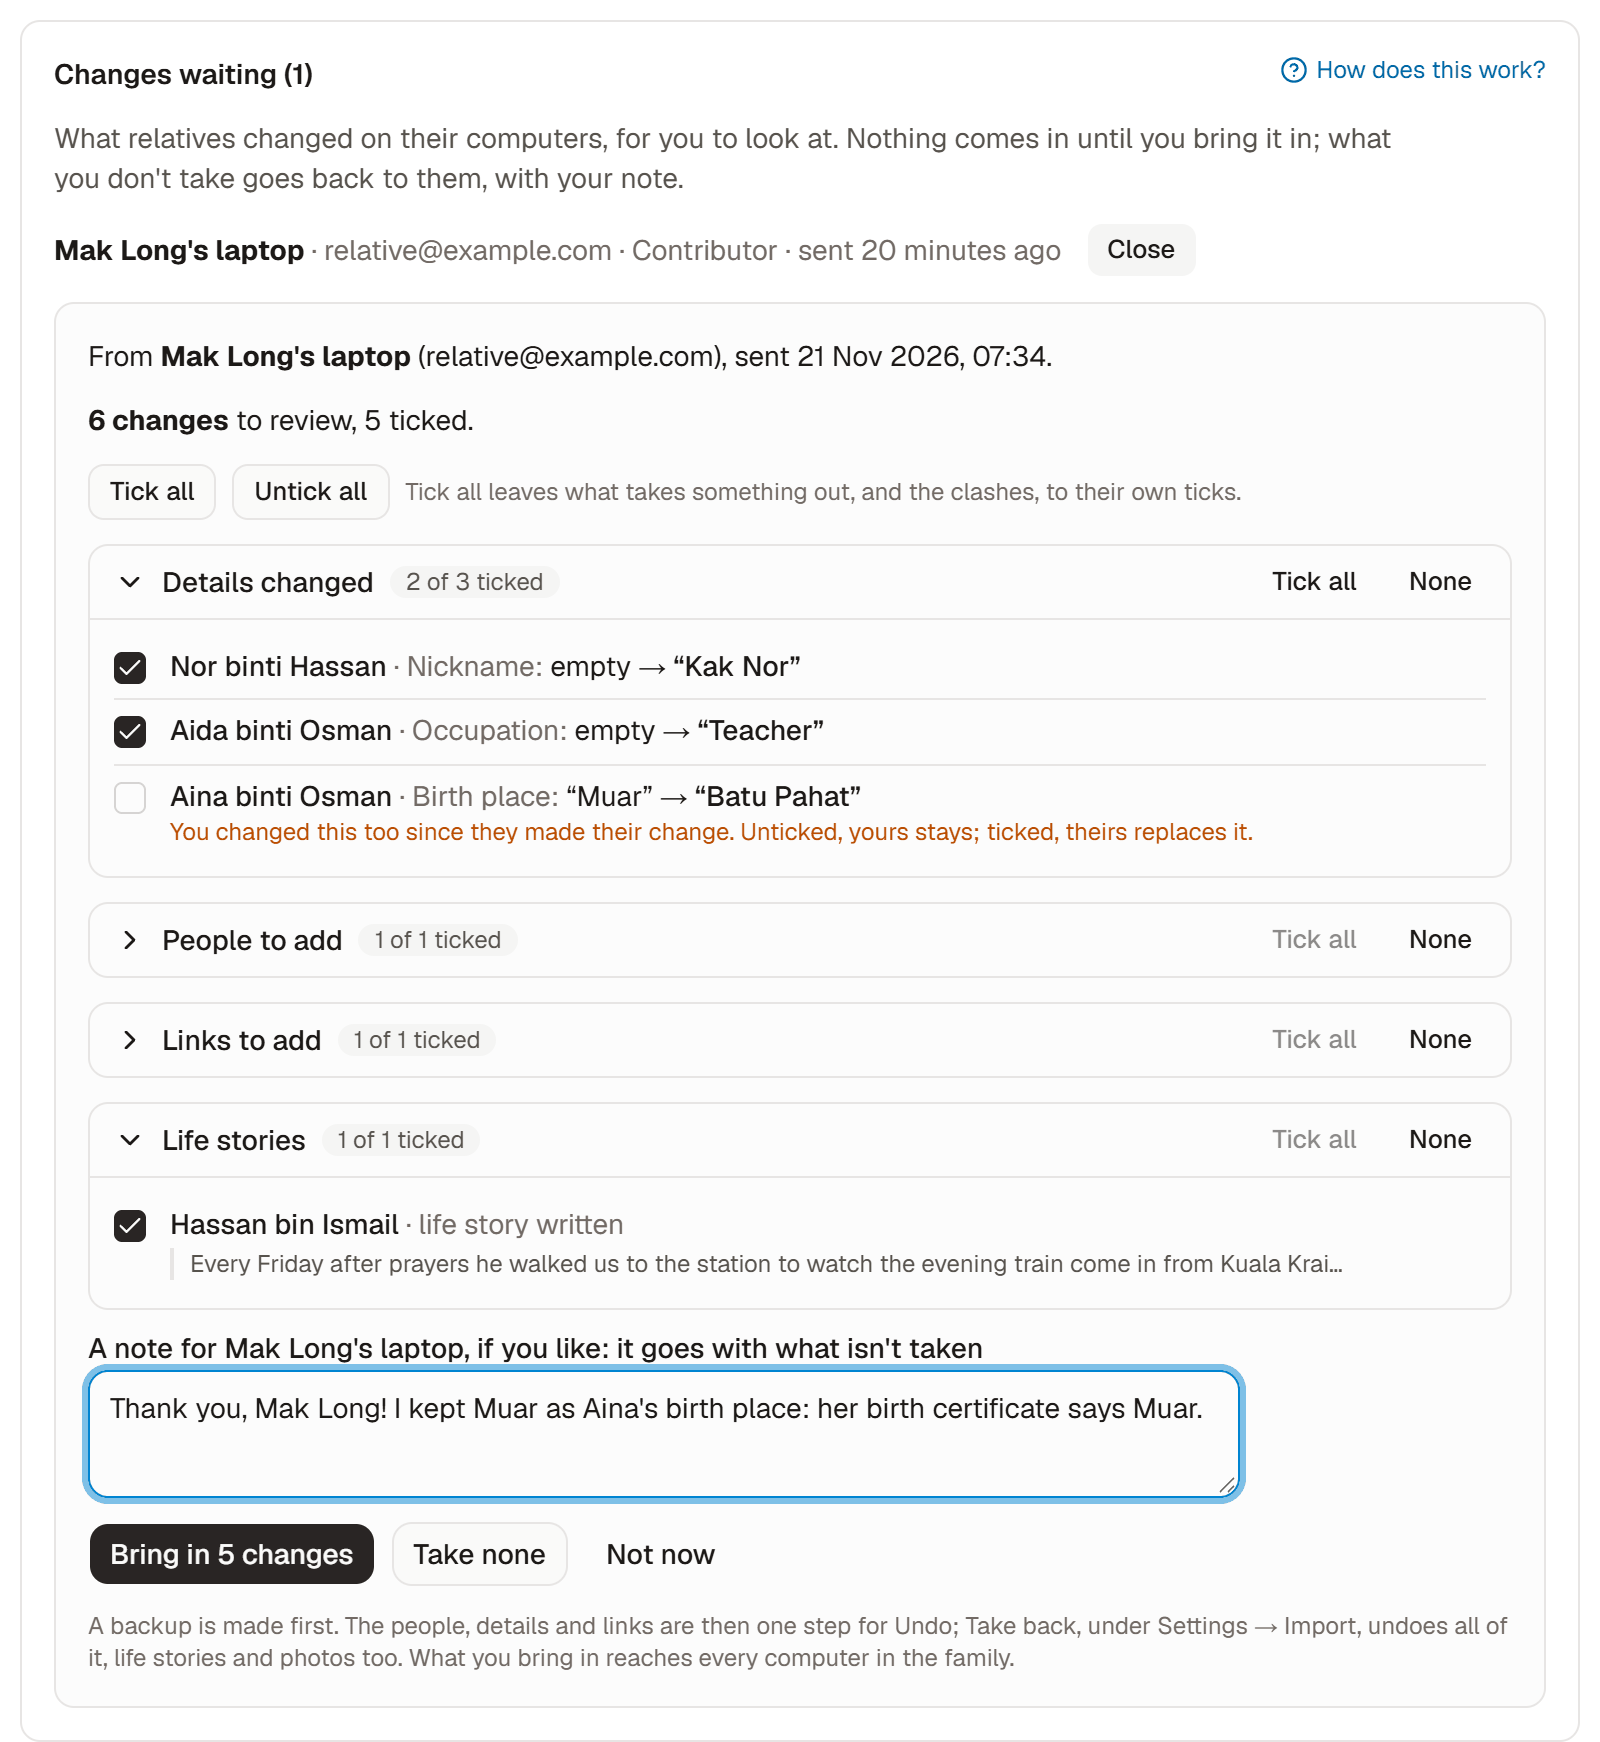 Changes waiting (1)
How does this work?
What relatives changed on their computers, for you to look at. Nothing comes in until you bring it in; what
you don't take goes back to them, with your note.
Mak Long's laptop · relative@example.com · Contributor · sent 20 minutes ago
Close
From Mak Long's laptop (relative@example.com), sent 21 Nov 2026, 07:34.
6 changes to review, 5 ticked.
Tick all
Untick all
Tick all leaves what takes something out, and the clashes, to their own ticks.
Details changed
2 of 3 ticked
Tick all
None
Nor binti Hassan · Nickname: empty → “Kak Nor”
Aida binti Osman · Occupation: empty → “Teacher”
Aina binti Osman · Birth place: “Muar” → “Batu Pahat”
You changed this too since they made their change. Unticked, yours stays; ticked, theirs replaces it.
People to add
1 of 1 ticked
Tick all
None
Links to add
1 of 1 ticked
Tick all
None
Life stories
1 of 1 ticked
Tick all
None
Hassan bin Ismail · life story written
Every Friday after prayers he walked us to the station to watch the evening train come in from Kuala Krai…
A note for Mak Long's laptop, if you like: it goes with what isn't taken
Thank you, Mak Long! I kept Muar as Aina's birth place: her birth certificate says Muar.
Bring in 5 changes
Take none
Not now
A backup is made first. The people, details and links are then one step for Undo; Take back, under Settings → Import, undoes all of
it, life stories and photos too. What you bring in reaches every computer in the family.